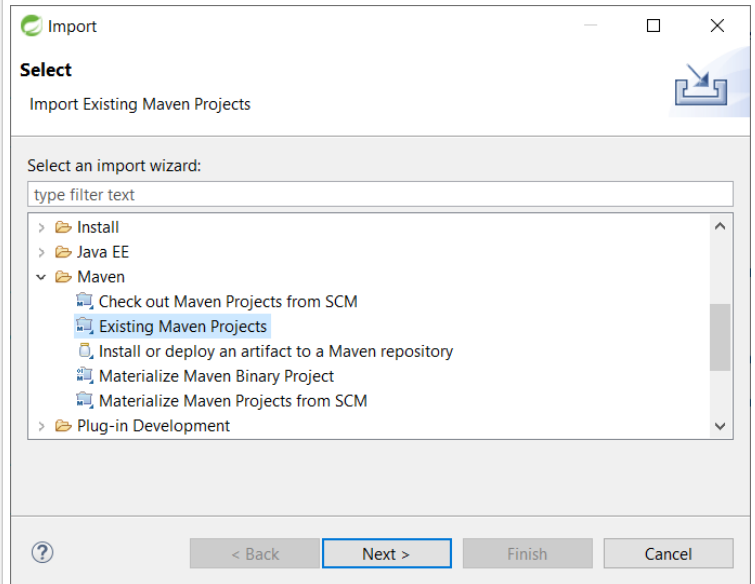 Import
Select
Import Existing Maven Projects
Select an import wizard:
type filter text
Install
Java EE
Maven
Check out Maven Projects from SCM
Existing Maven Projects
Install or deploy an artifact to a Maven repository
Materialize Maven Binary Project
Materialize Maven Projects from SCM
Plug-in Development
? < Back Next > Finish Cancel